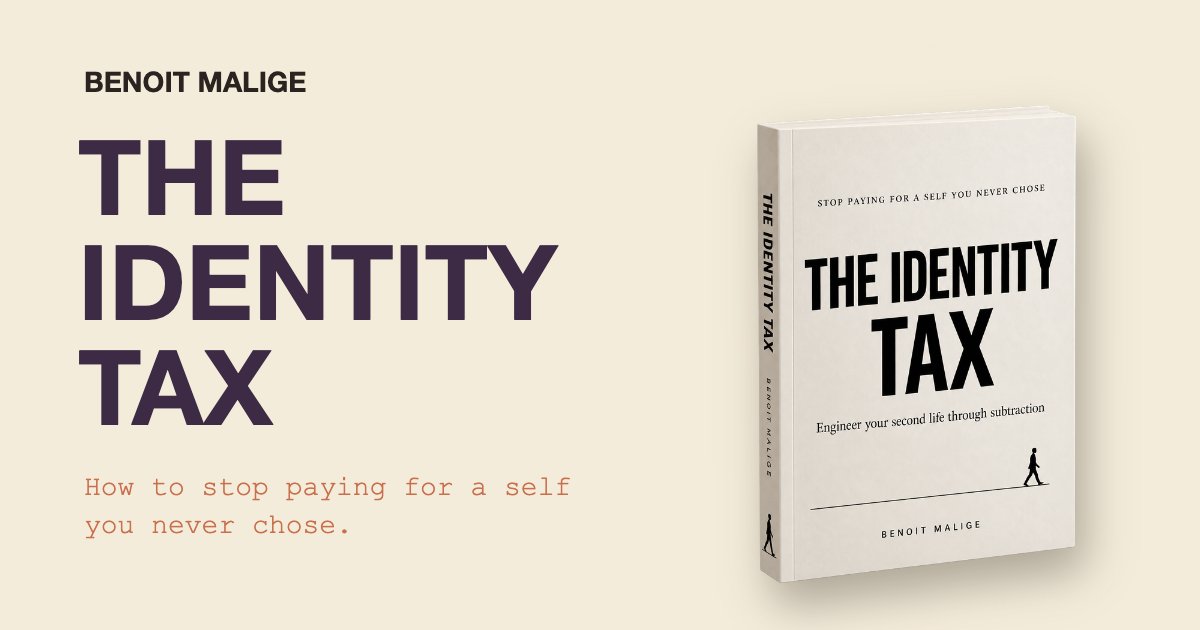 BENOIT MALIGE
THE
IDENTITY
TAX
How to stop paying for a self
you never chose.
THE IDENTITY TAX
BENOIT MALIGE
STOP PAYING FOR A SELF YOU NEVER CHOSE
THE IDENTITY
TAX
Engineer your second life through subtraction
BENOIT MALIGE